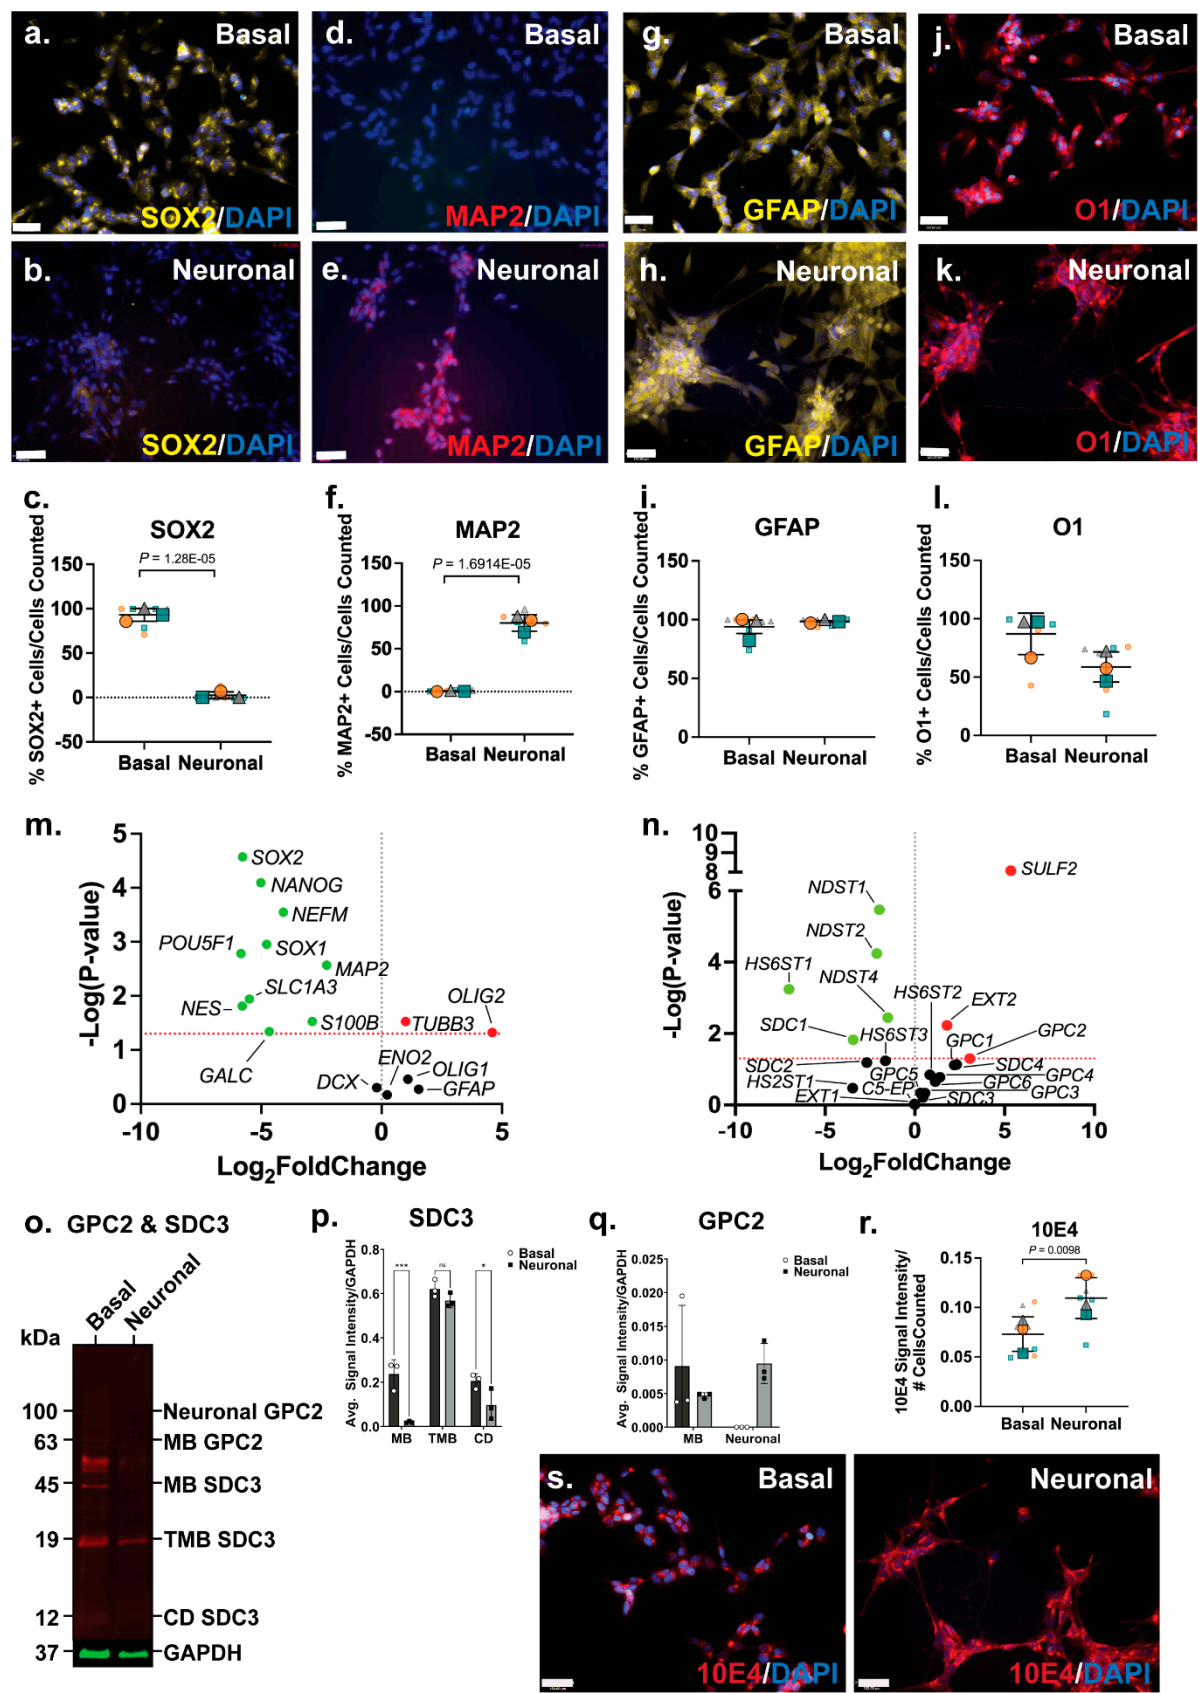 a. Basal
d. Basal
g. Basal
j. Basal
SOX2/DAPI
MAP2/DAPI
GFAP/DAPI
O1/DAPI
b. Neuronal
e. Neuronal
h. Neuronal
k. Neuronal
SOX2/DAPI
MAP2/DAPI
GFAP/DAPI
O1/DAPI
c.
SOX2
% SOX2+ Cells/Cells Counted
P = 1.28E-05
150
100
50
0
-50
Basal Neuronal
f.
MAP2
% MAP2+ Cells/Cells Counted
P = 1.6914E-05
150
100
50
0
-50
Basal Neuronal
i.
GFAP
% GFAP+ Cells/Cells Counted
150
100
50
0
Basal Neuronal
l.
O1
% O1+ Cells/Cells Counted
150
100
50
0
Basal Neuronal
m.
-Log(P-value)
5
4
3
2
1
0
SOX2
NANOG
NEFM
POU5F1
SOX1
MAP2
SLC1A3
NES
OLIG2
S100B
TUBB3
GALC
ENO2
DCX
OLIG1
GFAP
-10 -5 0 5
Log2FoldChange
n.
-Log(P-value)
10
9
8
6
4
2
0
SULF2
NDST1
NDST2
HS6ST1
NDST4
HS6ST2
EXT2
SDC1
HS6ST3
GPC1
GPC2
SDC2
GPC5
SDC4
GPC4
HS2ST1
C5-EP
GPC6
EXT1
SDC3
GPC3
-10 -5 0 5 10
Log2FoldChange
o. GPC2 & SDC3
Basal
Neuronal
kDa
100 Neuronal GPC2
63 MB GPC2
45 MB SDC3
19 TMB SDC3
12 CD SDC3
37 GAPDH
p.
SDC3
Basal
Neuronal
Avg. Signal Intensity/GAPDH
0.8
0.6
0.4
0.2
0.0
*** ns *
MB TMB CD
q.
GPC2
Basal
Neuronal
Avg. Signal Intensity/GAPDH
0.025
0.020
0.015
0.010
0.005
0.000
MB Neuronal
r.
10E4
10E4 Signal Intensity/
# CellsCounted
P = 0.0098
0.15
0.10
0.05
0.00
Basal Neuronal
s. Basal
Neuronal
10E4/DAPI
10E4/DAPI